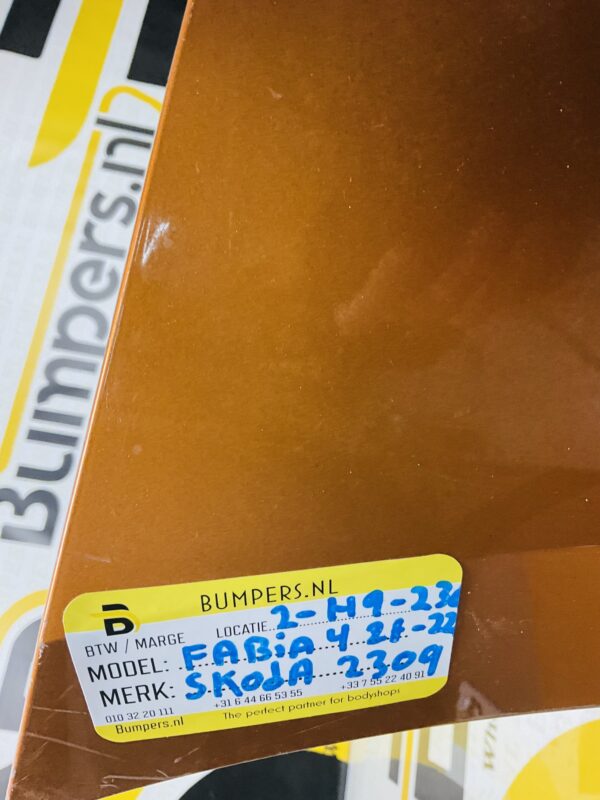 Bumpers.nl
BUMPERS.NL
BTW / MARGE LOCATIE: 2-H9-23
MODEL: FABiA 4 21-22
MERK: SKODA 2309
010 32 20 111 +31 6 44 66 53 55 +33 7 55 22 40 91
Bumpers.nl The perfect partner for bodyshops